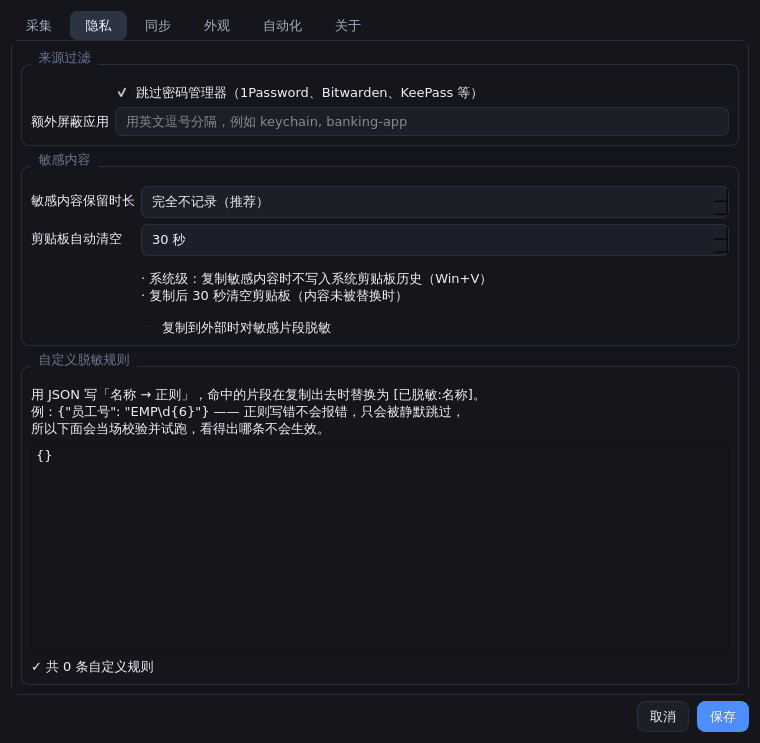 采集 隐私 同步 外观 自动化 关于
来源过滤
✓ 跳过密码管理器（1Password、Bitwarden、KeePass 等）
额外屏蔽应用 用英文逗号分隔，例如 keychain, banking-app
敏感内容
敏感内容保留时长 完全不记录（推荐）
剪贴板自动清空 30 秒
· 系统级：复制敏感内容时不写入系统剪贴板历史（Win+V）
· 复制后 30 秒清空剪贴板（内容未被替换时）
复制到外部时对敏感片段脱敏
自定义脱敏规则
用 JSON 写「名称 → 正则」，命中的片段在复制出去时替换为 [已脱敏:名称]。
例：{"员工号": "EMP\d{6}"} —— 正则写错不会报错，只会被静默跳过，
所以下面会当场校验并试跑，看得出哪条不会生效。
{}
✓ 共 0 条自定义规则
取消 保存